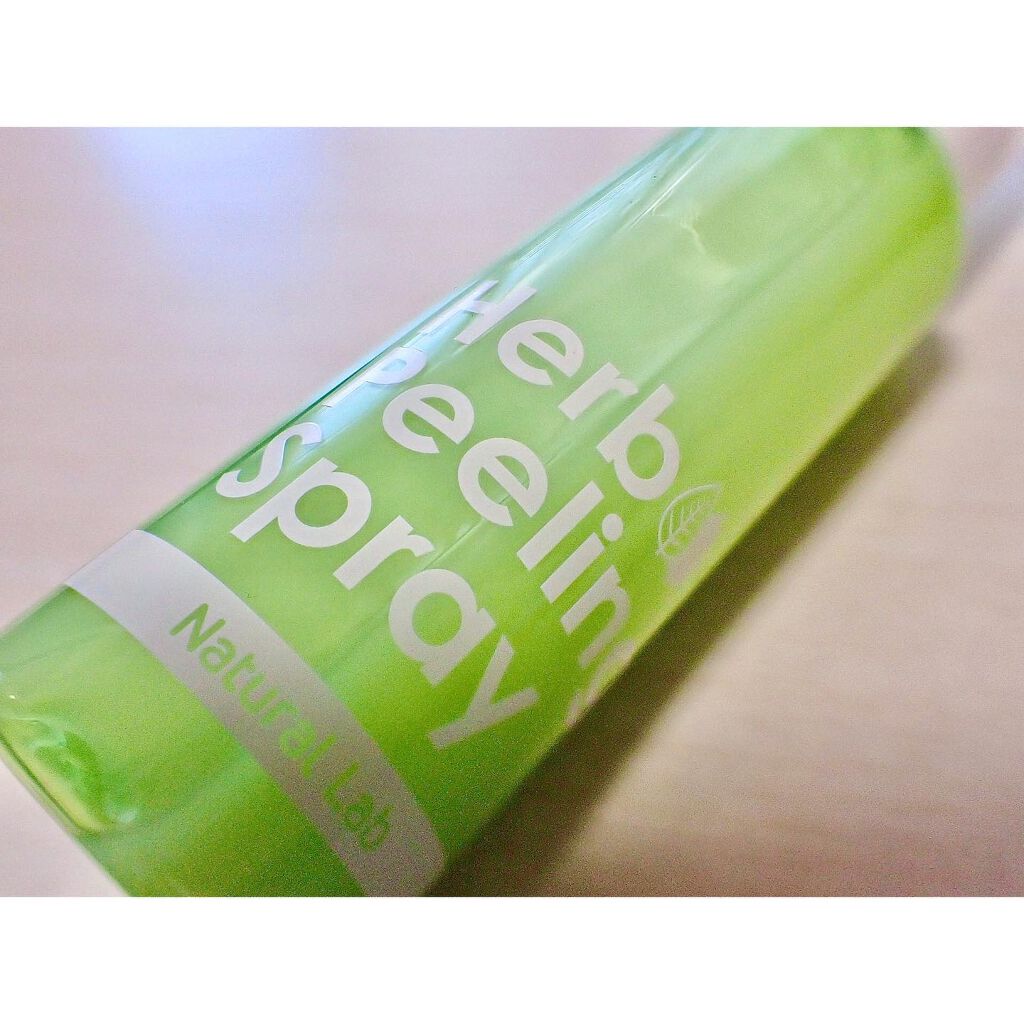 Herb
Peeling
Spray
Natural Lab